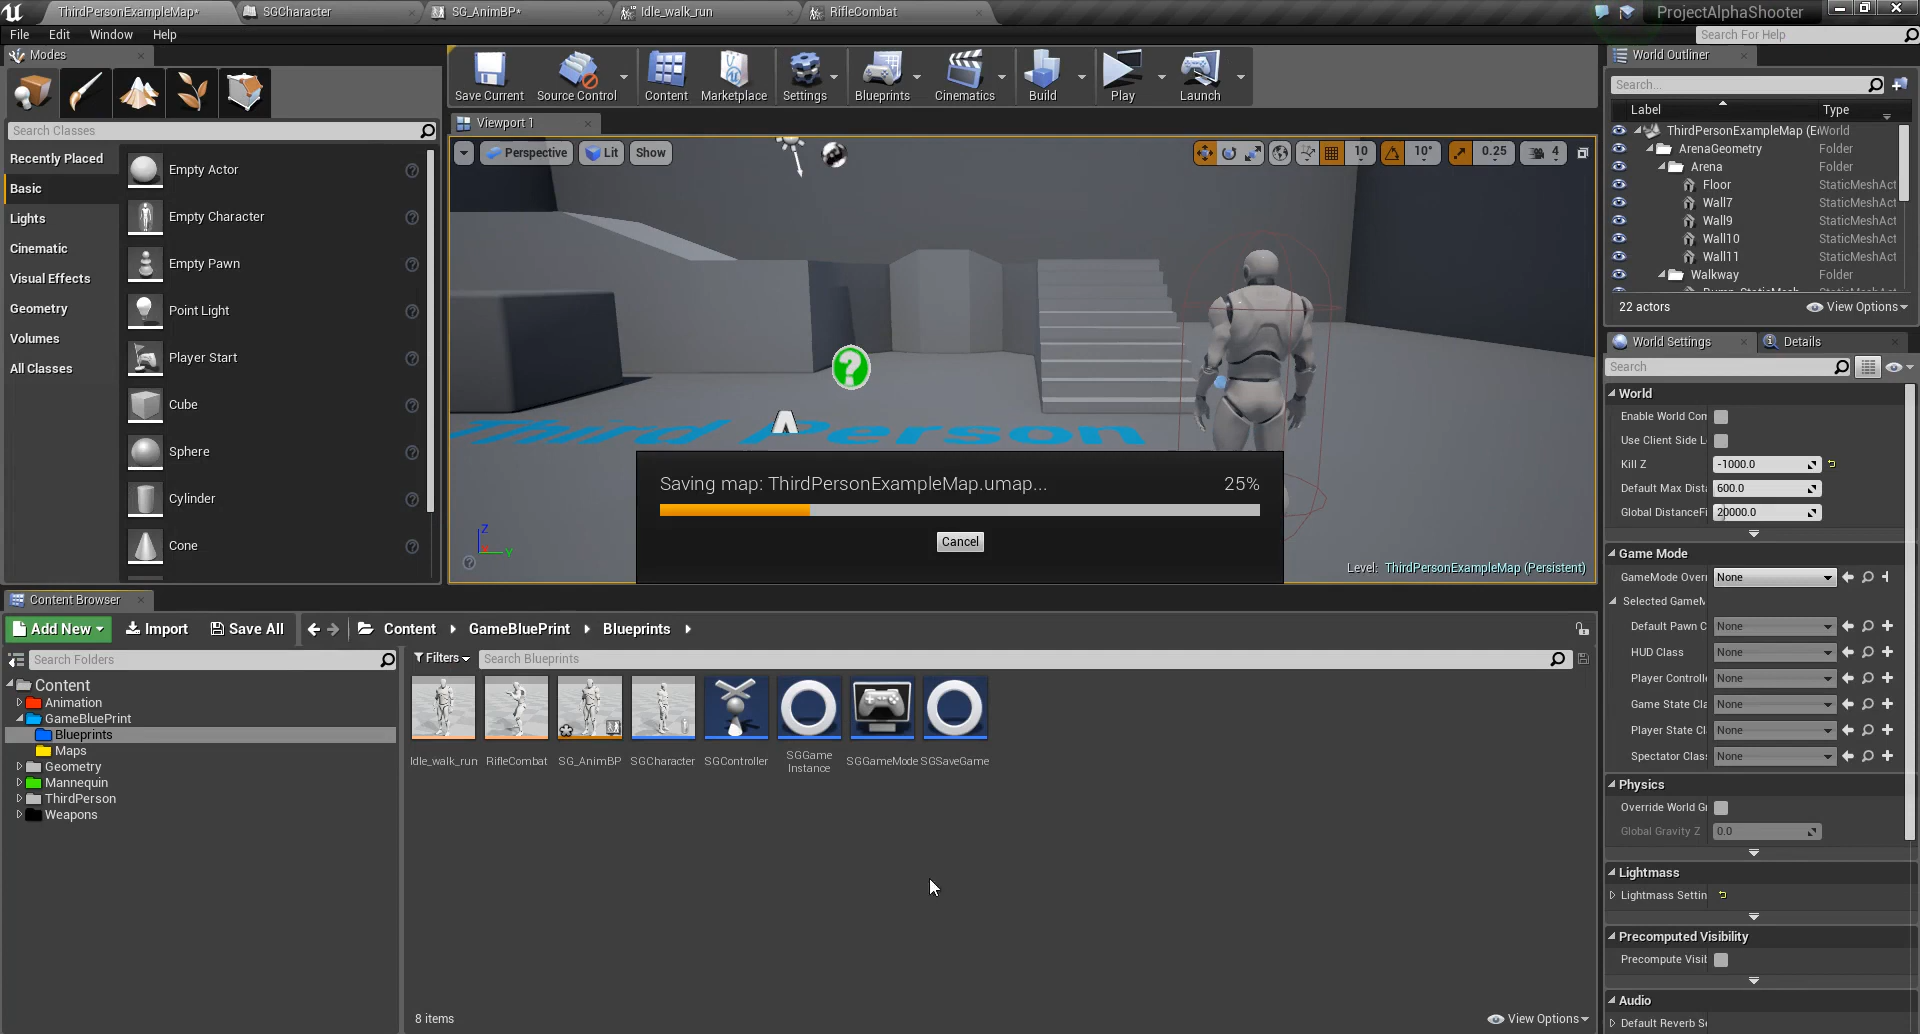 ThirdPersonExampleMap*
SGCharacter
SG_AnimBP*
Idle_walk_run
RifleCombat
ProjectAlphaShooter
File Edit Window Help
Search For Help
Modes
Save Current
Source Control
Content
Marketplace
Settings
Blueprints
Cinematics
Build
Play
Launch
Search Classes
Recently Placed
Basic
Lights
Cinematic
Visual Effects
Geometry
Volumes
All Classes
Empty Actor
Empty Character
Empty Pawn
Point Light
Player Start
Cube
Sphere
Cylinder
Cone
Viewport 1
Perspective Lit Show
10 10° 0.25 4
Third Person
Saving map: ThirdPersonExampleMap.umap... 25%
Cancel
Z
Y
Level: ThirdPersonExampleMap (Persistent)
World Outliner
Search...
Label Type
ThirdPersonExampleMap (E World
ArenaGeometry Folder
Arena Folder
Floor StaticMeshAct
Wall7 StaticMeshAct
Wall9 StaticMeshAct
Wall10 StaticMeshAct
Wall11 StaticMeshAct
Walkway Folder
22 actors View Options
World Settings Details
Search
World
Enable World Com
Use Client Side L
Kill Z -1000.0
Default Max Dista 600.0
Global DistanceFi 20000.0
Game Mode
GameMode Over None
Selected GameM
Default Pawn C None
HUD Class None
Player Controlle None
Game State Cla None
Player State Cl None
Spectator Clas None
Physics
Override World Gr
Global Gravity Z 0.0
Lightmass
Lightmass Settin
Precomputed Visibility
Precompute Visib
Audio
Default Reverb Se
Content Browser
Add New Import Save All Content GameBluePrint Blueprints
Search Folders
Filters Search Blueprints
Content
Animation
GameBluePrint
Blueprints
Maps
Geometry
Mannequin
ThirdPerson
Weapons
Idle_walk_run
RifleCombat
SG_AnimBP
SGCharacter
SGController
SGGame
Instance
SGGameMode
SGSaveGame
8 items View Options